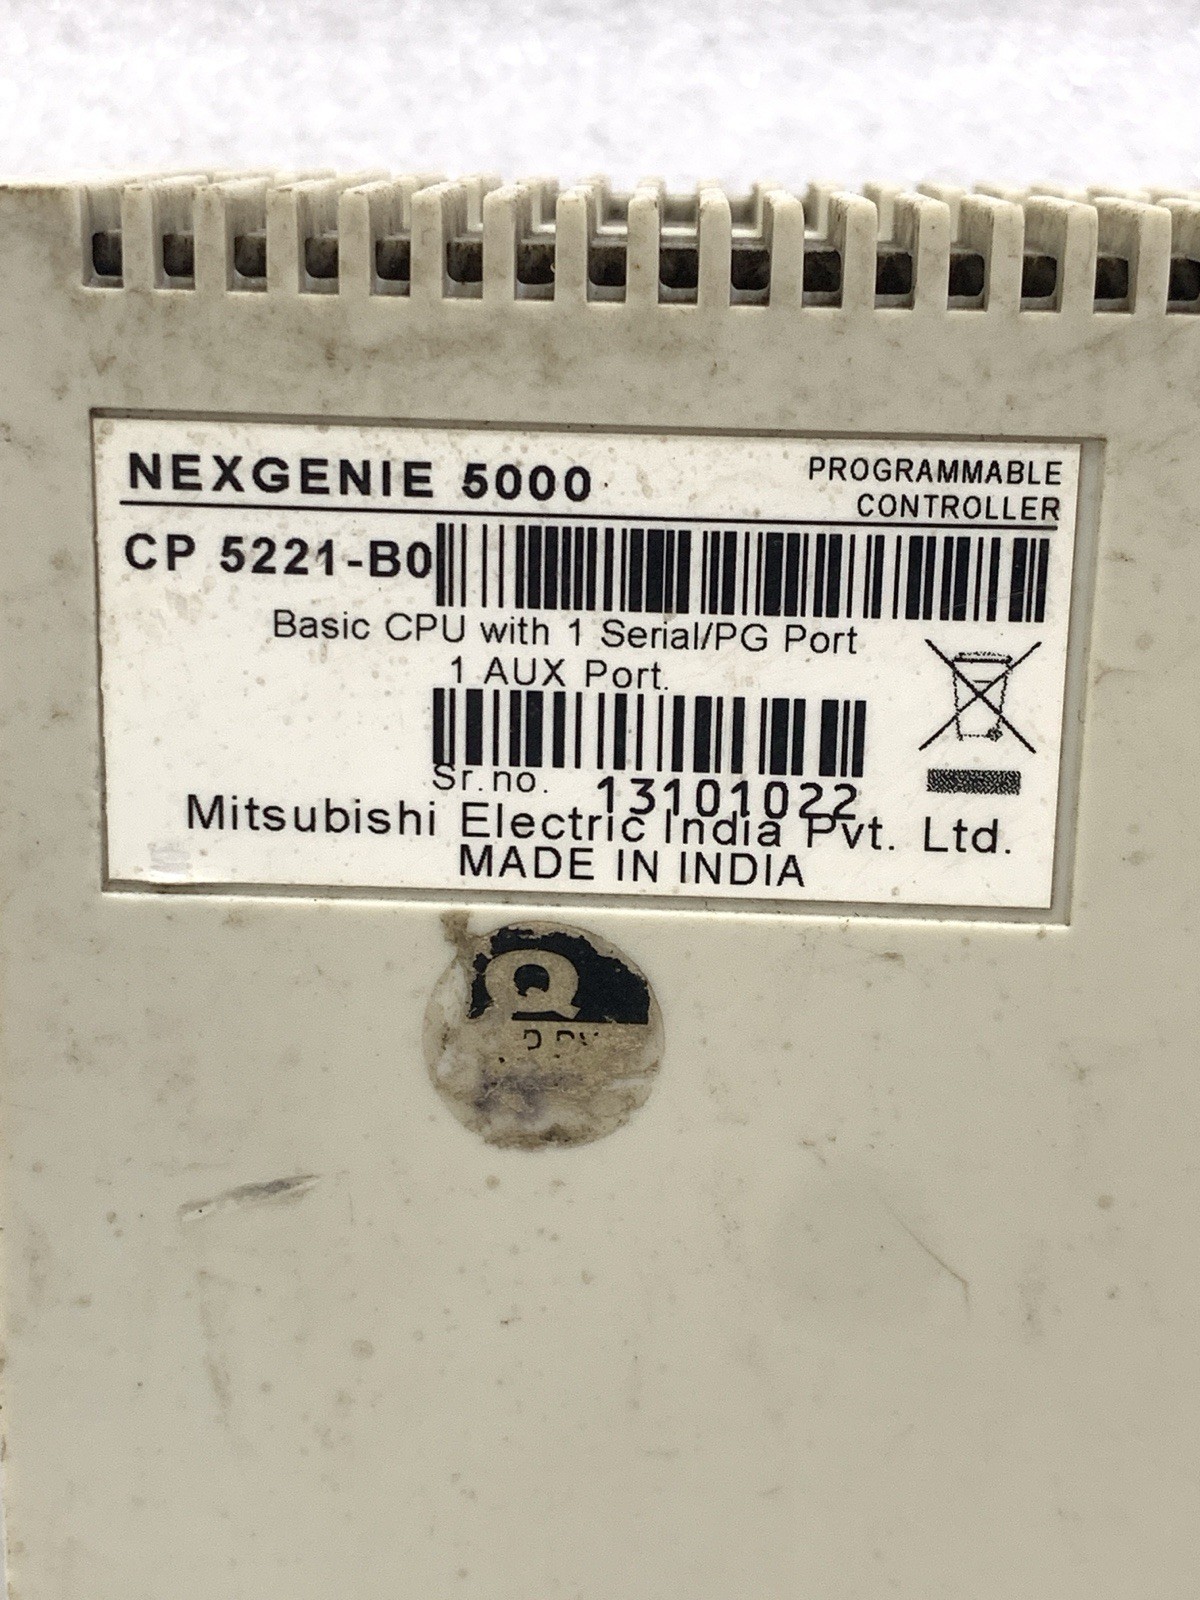 NEXGENIE 5000
PROGRAMMABLE
CONTROLLER
CP 5221-B0
Basic CPU with 1 Serial/PG Port
1 AUX Port.
Sr.no. 13101022
Mitsubishi Electric India Pvt. Ltd.
MADE IN INDIA
Q